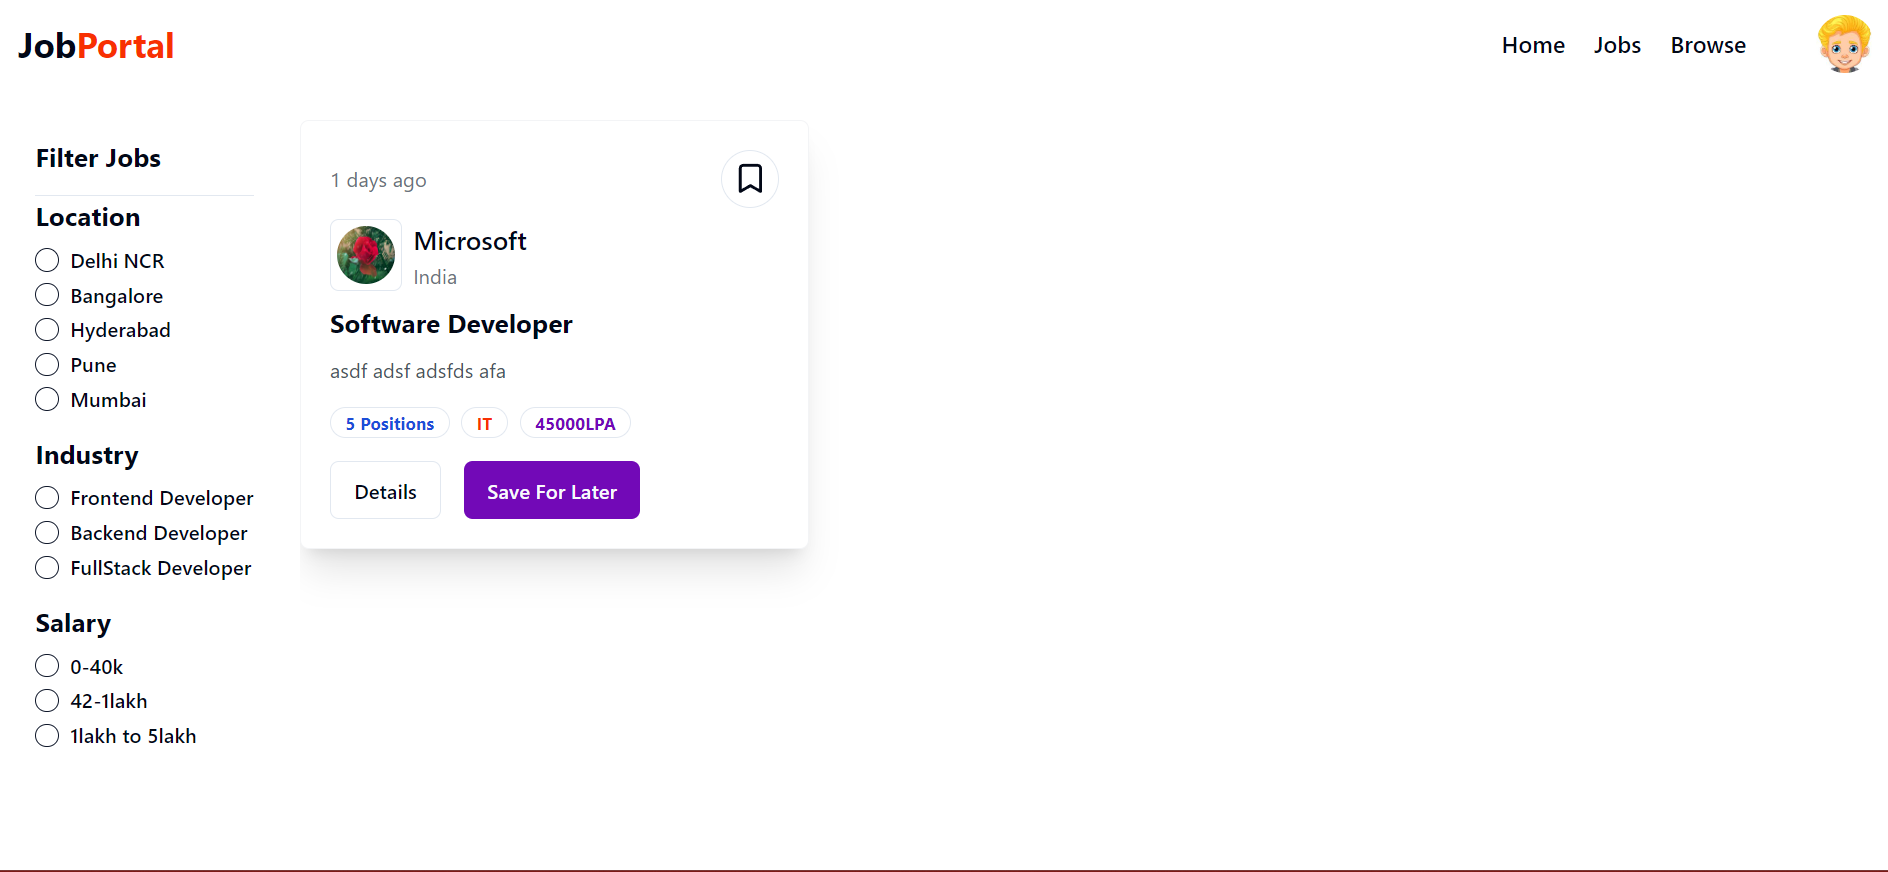 JobPortal
Home Jobs Browse
Filter Jobs
Location
Delhi NCR
Bangalore
Hyderabad
Pune
Mumbai
Industry
Frontend Developer
Backend Developer
FullStack Developer
Salary
0-40k
42-1lakh
1lakh to 5lakh
1 days ago
Microsoft
India
Software Developer
asdf adsf adsfds afa
5 Positions IT 45000LPA
Details Save For Later